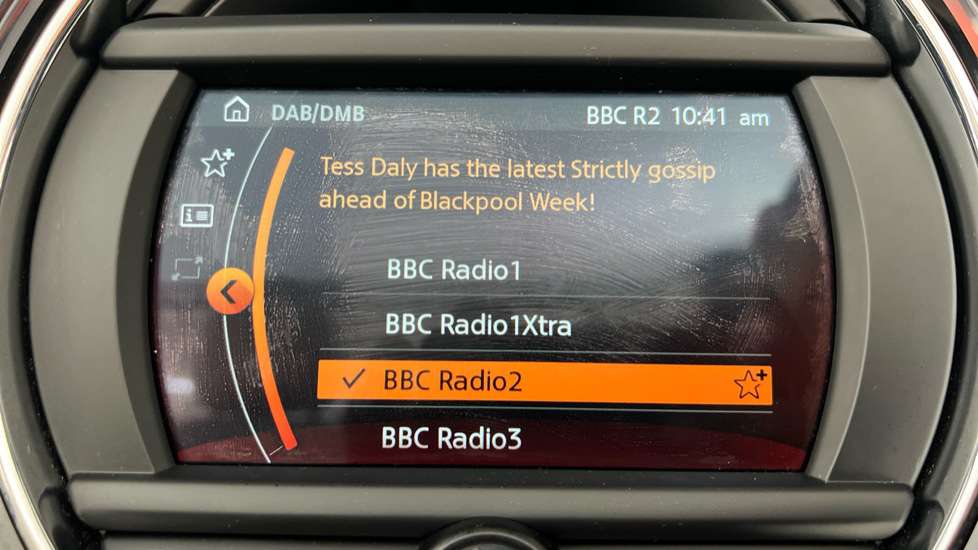 DAB/DMB BBC R2 10:41 am
Tess Daly has the latest Strictly gossip
ahead of Blackpool Week!
BBC Radio1
BBC Radio1Xtra
BBC Radio2
BBC Radio3